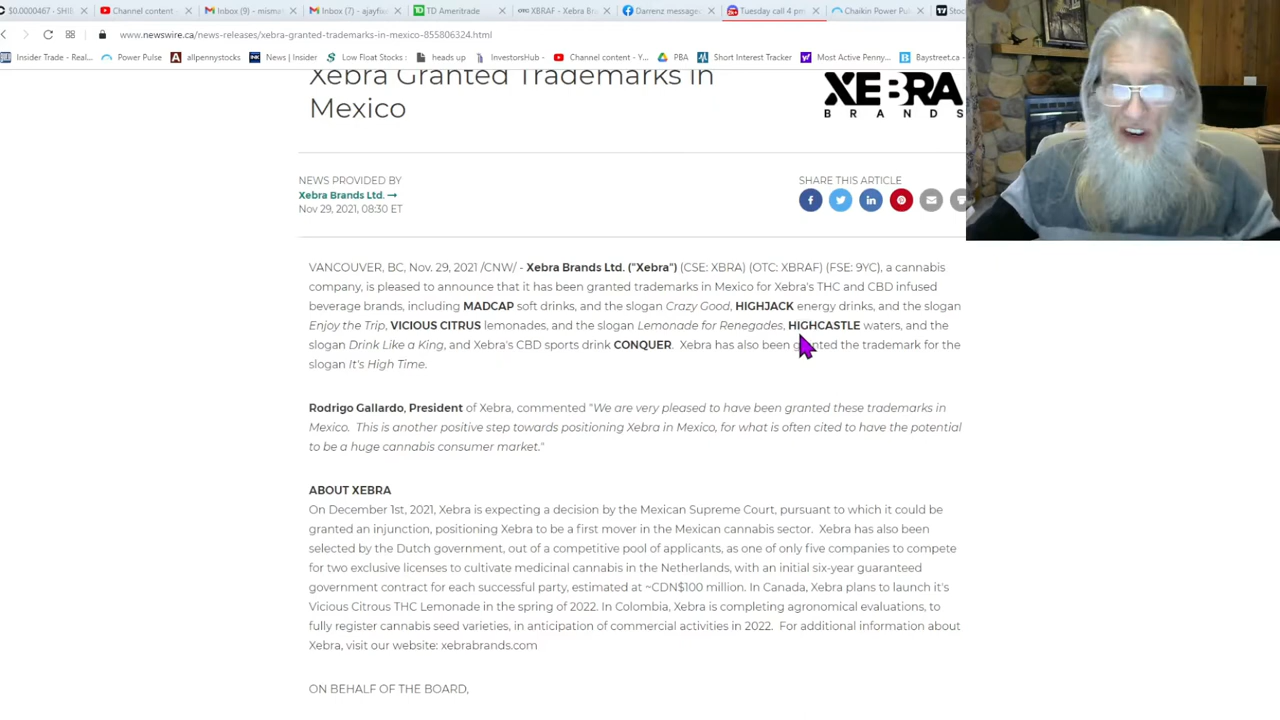 $0.0000467 - SHIB
Channel content -
Inbox (9) - misma
Inbox (7) - ajayfix
TD Ameritrade
XBRAF - Xebra Br
Darrenz message
Tuesday call 4 pm
Chaikin Power Pul
Stock
www.newswire.ca/news-releases/xebra-granted-trademarks-in-mexico-855806324.html
Insider Trade - Real...
Power Pulse
allpennystocks
News | Insider
Low Float Stocks :
heads up
InvestorsHub
Channel content - Y...
PBA
Short Interest Tracker
Most Active Penny...
Baystreet.ca -
Xebra Granted Trademarks in
Mexico
XEBRA
BRANDS
NEWS PROVIDED BY
Xebra Brands Ltd. →
Nov 29, 2021, 08:30 ET
SHARE THIS ARTICLE
VANCOUVER, BC, Nov. 29, 2021 /CNW/ - Xebra Brands Ltd. ("Xebra") (CSE: XBRA) (OTC: XBRAF) (FSE: 9YC), a cannabis
company, is pleased to announce that it has been granted trademarks in Mexico for Xebra's THC and CBD infused
beverage brands, including MADCAP soft drinks, and the slogan Crazy Good, HIGHJACK energy drinks, and the slogan
Enjoy the Trip, VICIOUS CITRUS lemonades, and the slogan Lemonade for Renegades, HIGHCASTLE waters, and the
slogan Drink Like a King, and Xebra's CBD sports drink CONQUER. Xebra has also been granted the trademark for the
slogan It's High Time.
Rodrigo Gallardo, President of Xebra, commented "We are very pleased to have been granted these trademarks in
Mexico. This is another positive step towards positioning Xebra in Mexico, for what is often cited to have the potential
to be a huge cannabis consumer market."
ABOUT XEBRA
On December 1st, 2021, Xebra is expecting a decision by the Mexican Supreme Court, pursuant to which it could be
granted an injunction, positioning Xebra to be a first mover in the Mexican cannabis sector. Xebra has also been
selected by the Dutch government, out of a competitive pool of applicants, as one of only five companies to compete
for two exclusive licenses to cultivate medicinal cannabis in the Netherlands, with an initial six-year guaranteed
government contract for each successful party, estimated at ~CDN$100 million. In Canada, Xebra plans to launch it's
Vicious Citrous THC Lemonade in the spring of 2022. In Colombia, Xebra is completing agronomical evaluations, to
fully register cannabis seed varieties, in anticipation of commercial activities in 2022. For additional information about
Xebra, visit our website: xebrabrands.com
ON BEHALF OF THE BOARD,